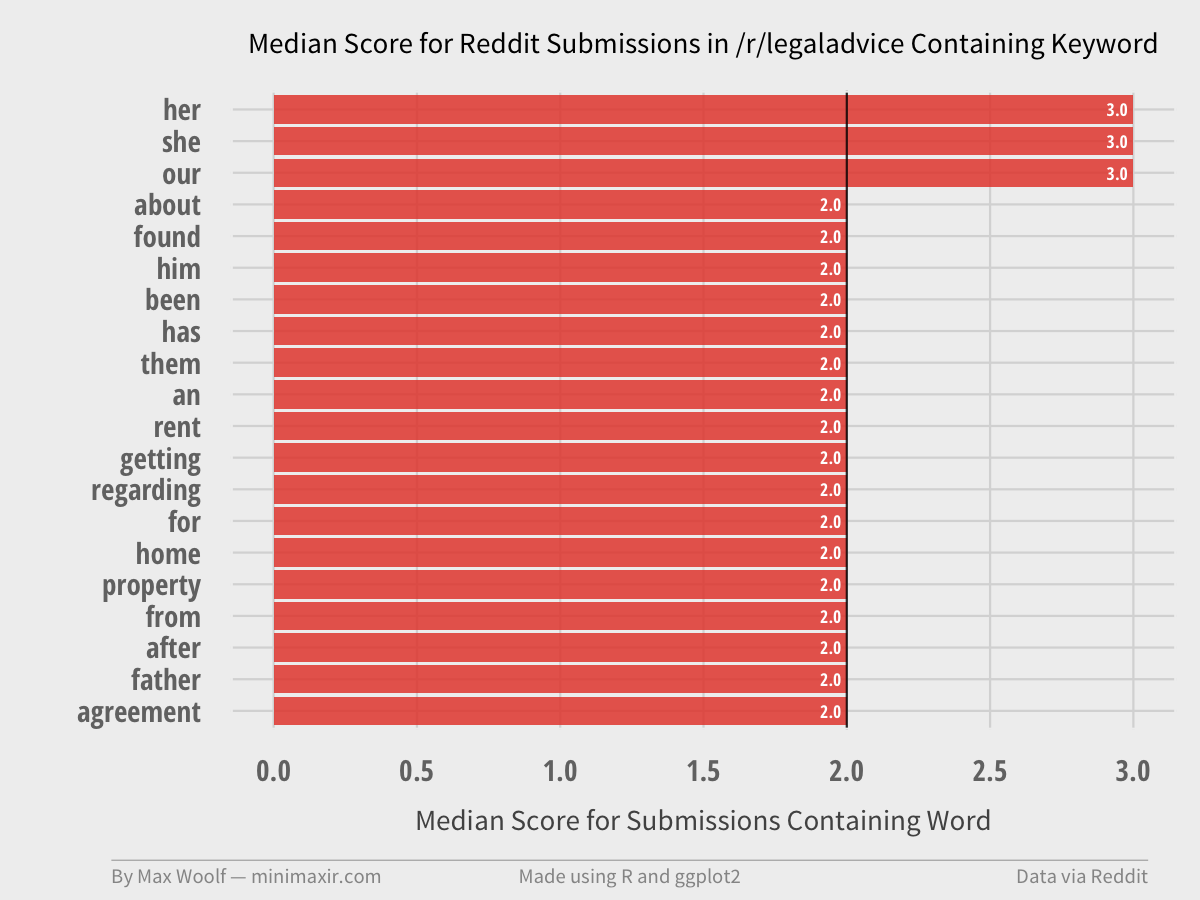 Median Score for Reddit Submissions in /r/legaladvice Containing Keyword
her 3.0
she 3.0
our 3.0
about 2.0
found 2.0
him 2.0
been 2.0
has 2.0
them 2.0
an 2.0
rent 2.0
getting 2.0
regarding 2.0
for 2.0
home 2.0
property 2.0
from 2.0
after 2.0
father 2.0
agreement 2.0
0.0 0.5 1.0 1.5 2.0 2.5 3.0
Median Score for Submissions Containing Word
By Max Woolf — minimaxir.com Made using R and ggplot2 Data via Reddit